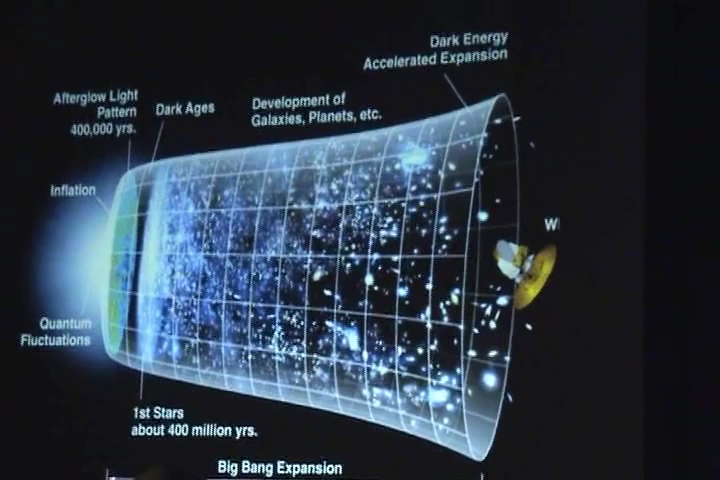 Dark Energy
Accelerated Expansion
Afterglow Light
Pattern
400,000 yrs.
Dark Ages
Development of
Galaxies, Planets, etc.
Inflation
W
Quantum
Fluctuations
1st Stars
about 400 million yrs.
Big Bang Expansion